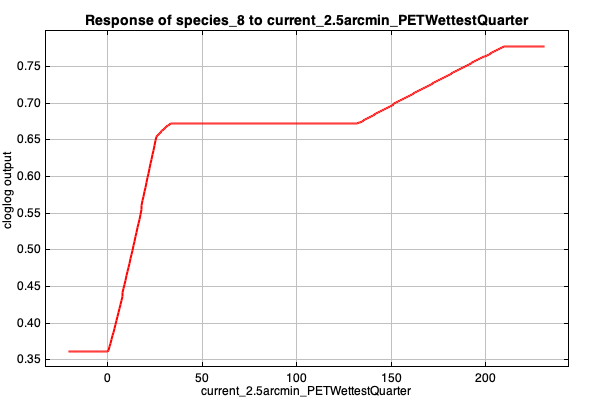 Response of species_8 to current_2.5arcmin_PETWettestQuarter
cloglog output
0.75
0.70
0.65
0.60
0.55
0.50
0.45
0.40
0.35
0 50 100 150 200
current_2.5arcmin_PETWettestQuarter